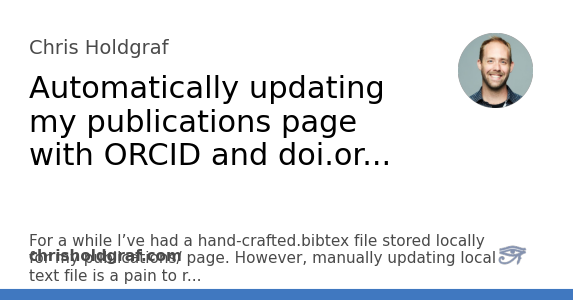 Chris Holdgraf
Automatically updating
my publications page
with ORCID and doi.or...
For a while I’ve had a hand-crafted.bibtex file stored locally
for my publications/ page. However, manually updating local
chrisholdgraf.com
text file is a pain to r...